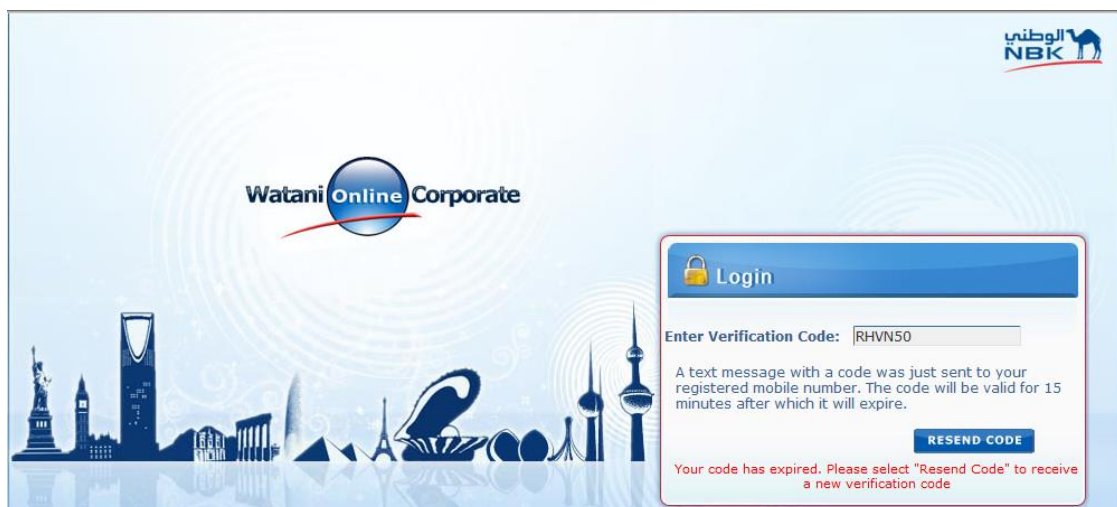 الوطني
NBK
Watani Online Corporate
Login
Enter Verification Code: RHVN50
A text message with a code was just sent to your
registered mobile number. The code will be valid for 15
minutes after which it will expire.
RESEND CODE
Your code has expired. Please select "Resend Code" to receive
a new verification code